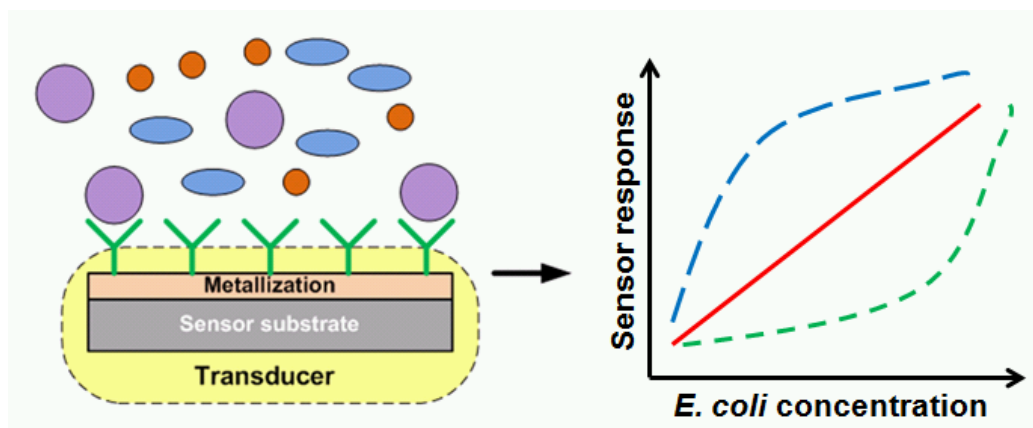 Metallization
Sensor substrate
Transducer
Sensor response
E. coli concentration